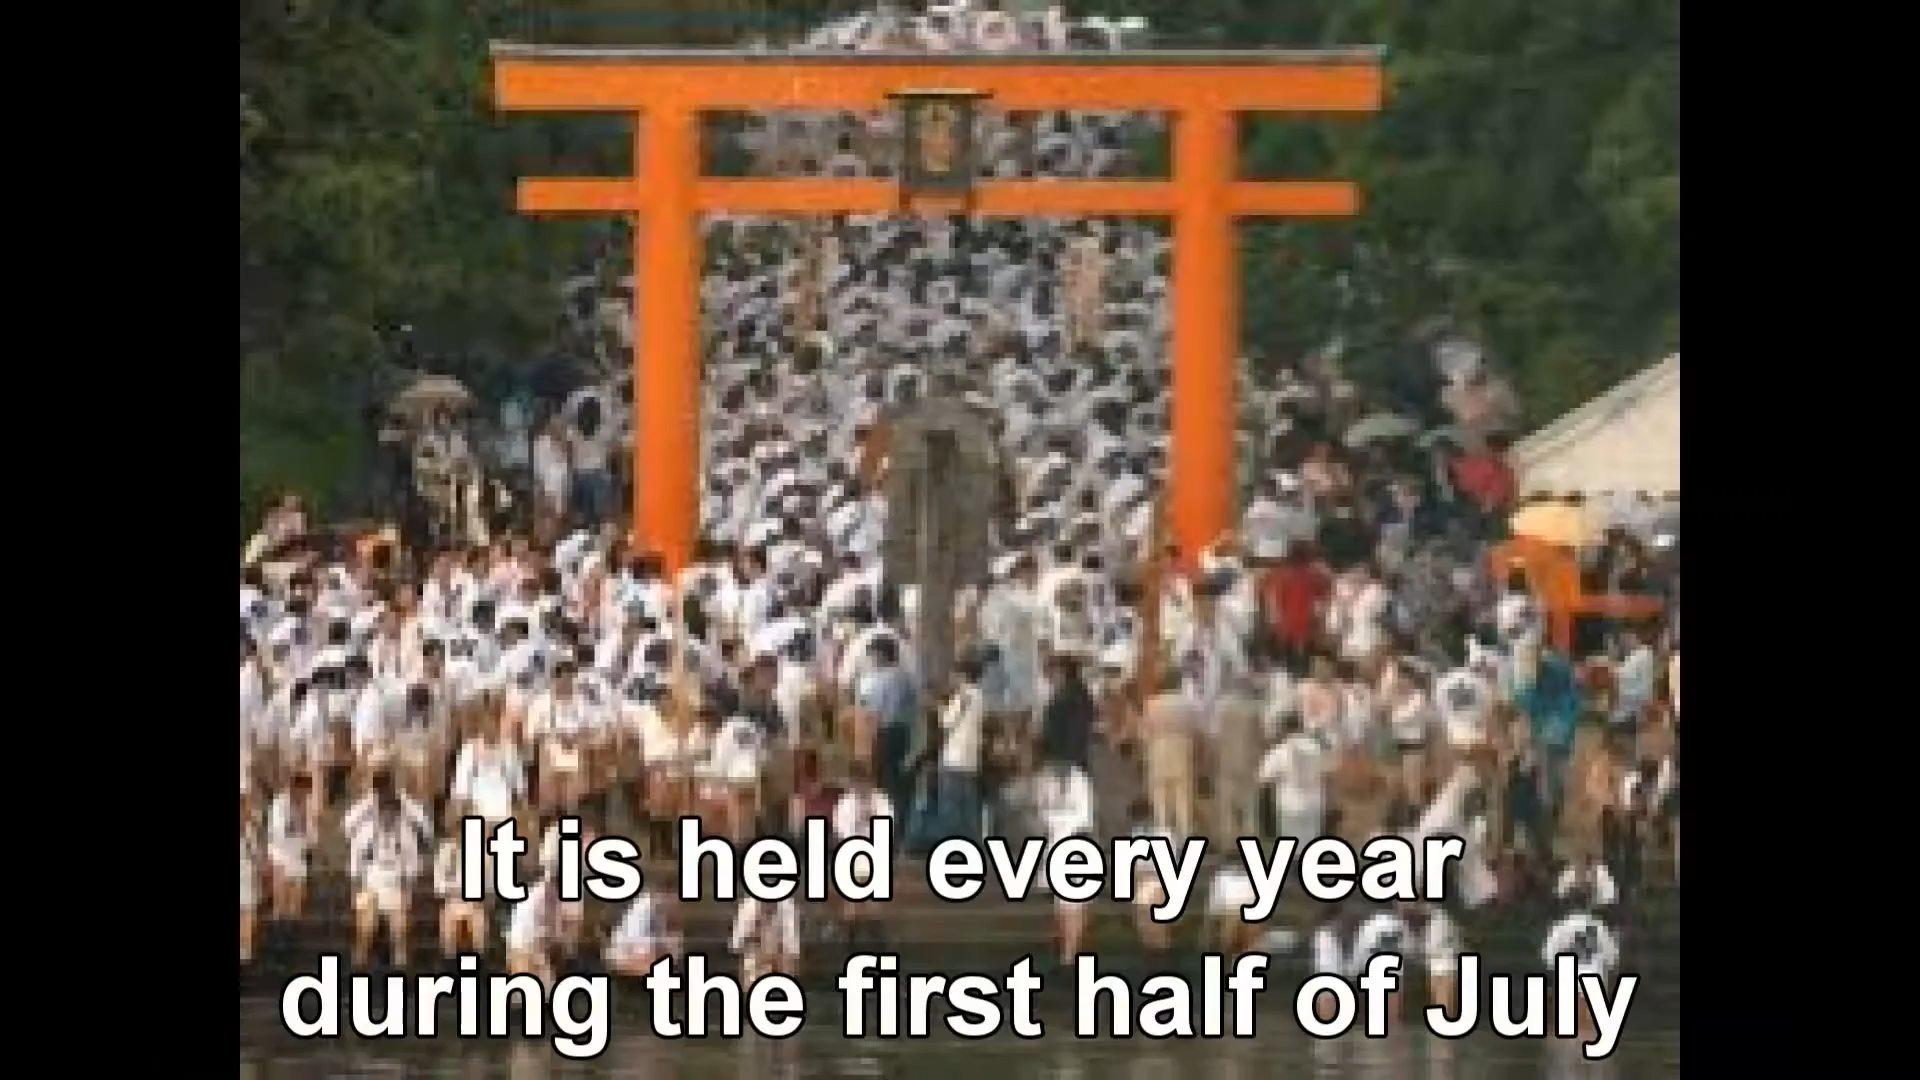 It is held every year
during the first half of July